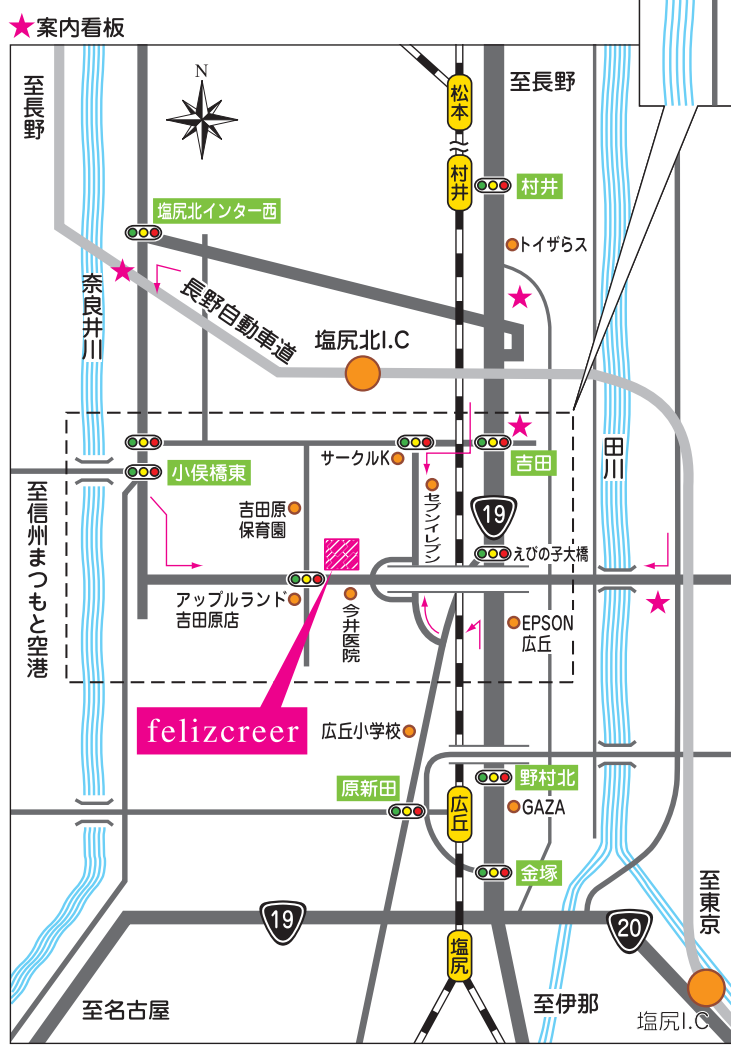 ★案内看板
至長野
N
松本
至長野
村井
村井
塩尻北インター西
トイザらス
奈良井川
長野自動車道
塩尻北I.C
サークルK
吉田
田川
小俣橋東
至信州まつもと空港
セブンイレブン
吉田原
保育園
19
えびの子大橋
アップルランド
吉田原店
今井医院
EPSON
広丘
felizcreer
広丘小学校
原新田
野村北
広丘
GAZA
金塚
至東京
19
20
塩尻
至名古屋
至伊那
塩尻I.C